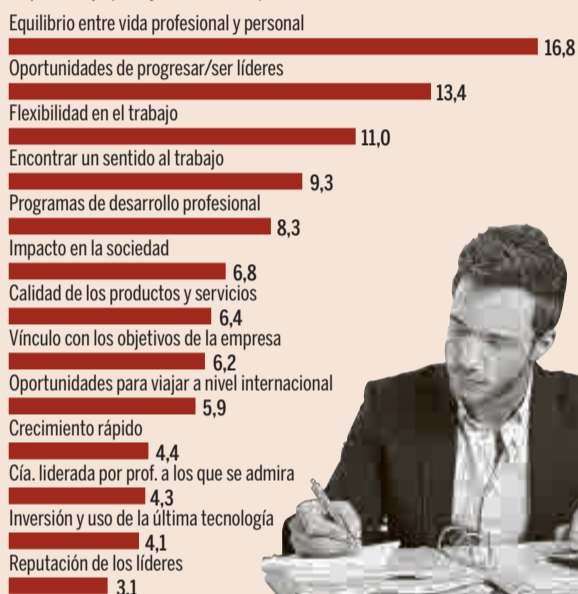 Equilibrio entre vida profesional y personal
16,8
Oportunidades de progresar/ser líderes
13,4
Flexibilidad en el trabajo
11,0
Encontrar un sentido al trabajo
9,3
Programas de desarrollo profesional
8,3
Impacto en la sociedad
6,8
Calidad de los productos y servicios
6,4
Vínculo con los objetivos de la empresa
6,2
Oportunidades para viajar a nivel internacional
5,9
Crecimiento rápido
4,4
Cía. liderada por prof. a los que se admira
4,3
Inversión y uso de la última tecnología
4,1
Reputación de los líderes
3,1